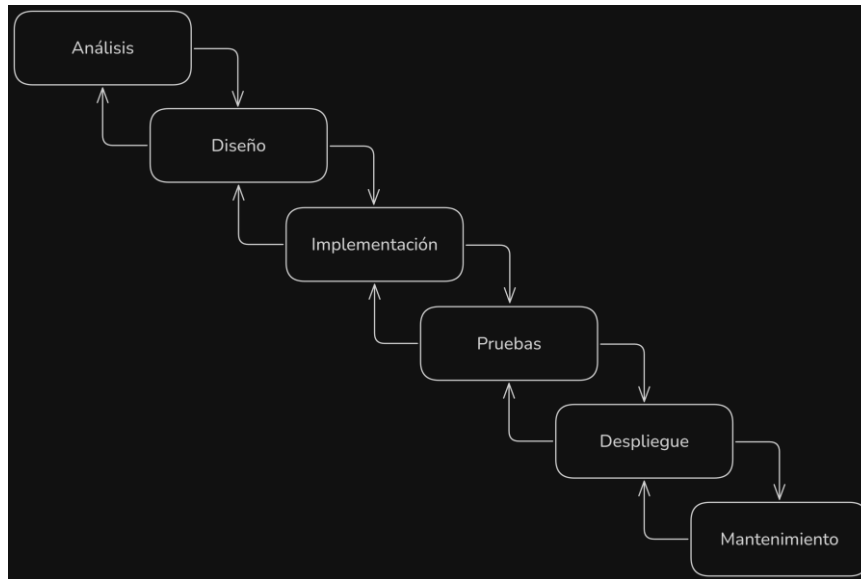 Análisis
Diseño
Implementación
Pruebas
Despliegue
Mantenimiento